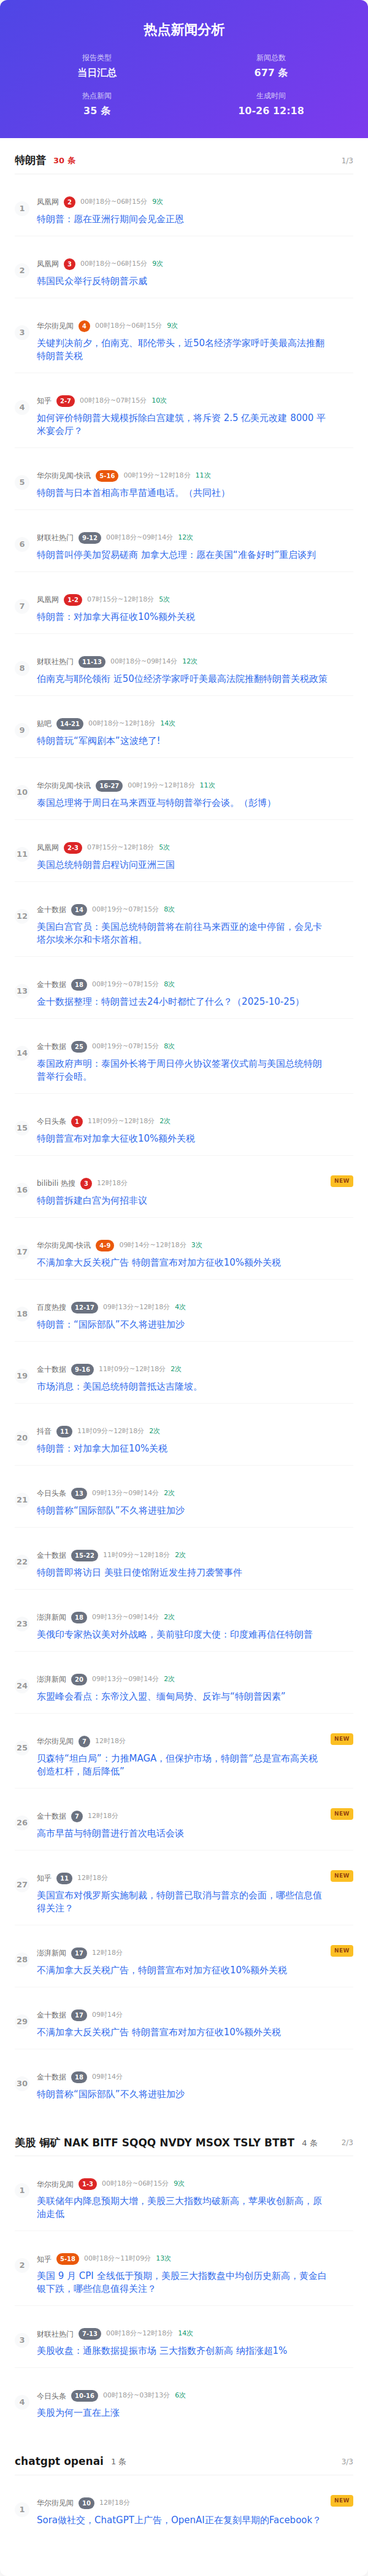 热点新闻分析
报告类型
当日汇总
新闻总数
677 条
热点新闻
35 条
生成时间
10-26 12:18
特朗普 30 条 1/3
1
凤凰网 2 00时18分~06时15分 9次
特朗普：愿在亚洲行期间会见金正恩
2
凤凰网 3 00时18分~06时15分 9次
韩国民众举行反特朗普示威
3
华尔街见闻 4 00时18分~06时15分 9次
关键判决前夕，伯南克、耶伦带头，近50名经济学家呼吁美最高法推翻
特朗普关税
4
知乎 2-7 00时18分~07时15分 10次
如何评价特朗普大规模拆除白宫建筑，将斥资 2.5 亿美元改建 8000 平
米宴会厅？
5
华尔街见闻-快讯 5-16 00时19分~12时18分 11次
特朗普与日本首相高市早苗通电话。（共同社）
6
财联社热门 9-12 00时18分~09时14分 12次
特朗普叫停美加贸易磋商 加拿大总理：愿在美国“准备好时”重启谈判
7
凤凰网 1-2 07时15分~12时18分 5次
特朗普：对加拿大再征收10%额外关税
8
财联社热门 11-13 00时18分~09时14分 12次
伯南克与耶伦领衔 近50位经济学家呼吁美最高法院推翻特朗普关税政策
9
贴吧 14-21 00时18分~12时18分 14次
特朗普玩“军阀剧本”这波绝了!
10
华尔街见闻-快讯 16-27 00时19分~12时18分 11次
泰国总理将于周日在马来西亚与特朗普举行会谈。（彭博）
11
凤凰网 2-3 07时15分~12时18分 5次
美国总统特朗普启程访问亚洲三国
12
金十数据 14 00时19分~07时15分 8次
美国白宫官员：美国总统特朗普将在前往马来西亚的途中停留，会见卡
塔尔埃米尔和卡塔尔首相。
13
金十数据 18 00时19分~07时15分 8次
金十数据整理：特朗普过去24小时都忙了什么？（2025-10-25）
14
金十数据 25 00时19分~07时15分 8次
泰国政府声明：泰国外长将于周日停火协议签署仪式前与美国总统特朗
普举行会晤。
15
今日头条 1 11时09分~12时18分 2次
特朗普宣布对加拿大征收10%额外关税
16
bilibili 热搜 3 12时18分 NEW
特朗普拆建白宫为何招非议
17
华尔街见闻-快讯 4-9 09时14分~12时18分 3次
不满加拿大反关税广告 特朗普宣布对加方征收10%额外关税
18
百度热搜 12-17 09时13分~12时18分 4次
特朗普：“国际部队”不久将进驻加沙
19
金十数据 9-16 11时09分~12时18分 2次
市场消息：美国总统特朗普抵达吉隆坡。
20
抖音 11 11时09分~12时18分 2次
特朗普：对加拿大加征10%关税
21
今日头条 13 09时13分~09时14分 2次
特朗普称“国际部队”不久将进驻加沙
22
金十数据 15-22 11时09分~12时18分 2次
特朗普即将访日 美驻日使馆附近发生持刀袭警事件
23
澎湃新闻 18 09时13分~09时14分 2次
美俄印专家热议美对外战略，美前驻印度大使：印度难再信任特朗普
24
澎湃新闻 20 09时13分~09时14分 2次
东盟峰会看点：东帝汶入盟、缅甸局势、反诈与“特朗普因素”
25
华尔街见闻 7 12时18分 NEW
贝森特“坦白局”：力推MAGA，但保护市场，特朗普“总是宣布高关税
创造杠杆，随后降低”
26
金十数据 7 12时18分 NEW
高市早苗与特朗普进行首次电话会谈
27
知乎 11 12时18分 NEW
美国宣布对俄罗斯实施制裁，特朗普已取消与普京的会面，哪些信息值
得关注？
28
澎湃新闻 17 12时18分 NEW
不满加拿大反关税广告，特朗普宣布对加方征收10%额外关税
29
金十数据 17 09时14分
不满加拿大反关税广告 特朗普宣布对加方征收10%额外关税
30
金十数据 18 09时14分
特朗普称“国际部队”不久将进驻加沙
美股 铜矿 NAK BITF SQQQ NVDY MSOX TSLY BTBT 4 条 2/3
1
华尔街见闻 1-3 00时18分~06时15分 9次
美联储年内降息预期大增，美股三大指数均破新高，苹果收创新高，原
油走低
2
知乎 5-18 00时18分~11时09分 13次
美国 9 月 CPI 全线低于预期，美股三大指数盘中均创历史新高，黄金白
银下跌，哪些信息值得关注？
3
财联社热门 7-13 00时18分~12时18分 14次
美股收盘：通胀数据提振市场 三大指数齐创新高 纳指涨超1%
4
今日头条 10-16 00时18分~03时13分 6次
美股为何一直在上涨
chatgpt openai 1 条 3/3
1
华尔街见闻 10 12时18分 NEW
Sora做社交，ChatGPT上广告，OpenAI正在复刻早期的Facebook？